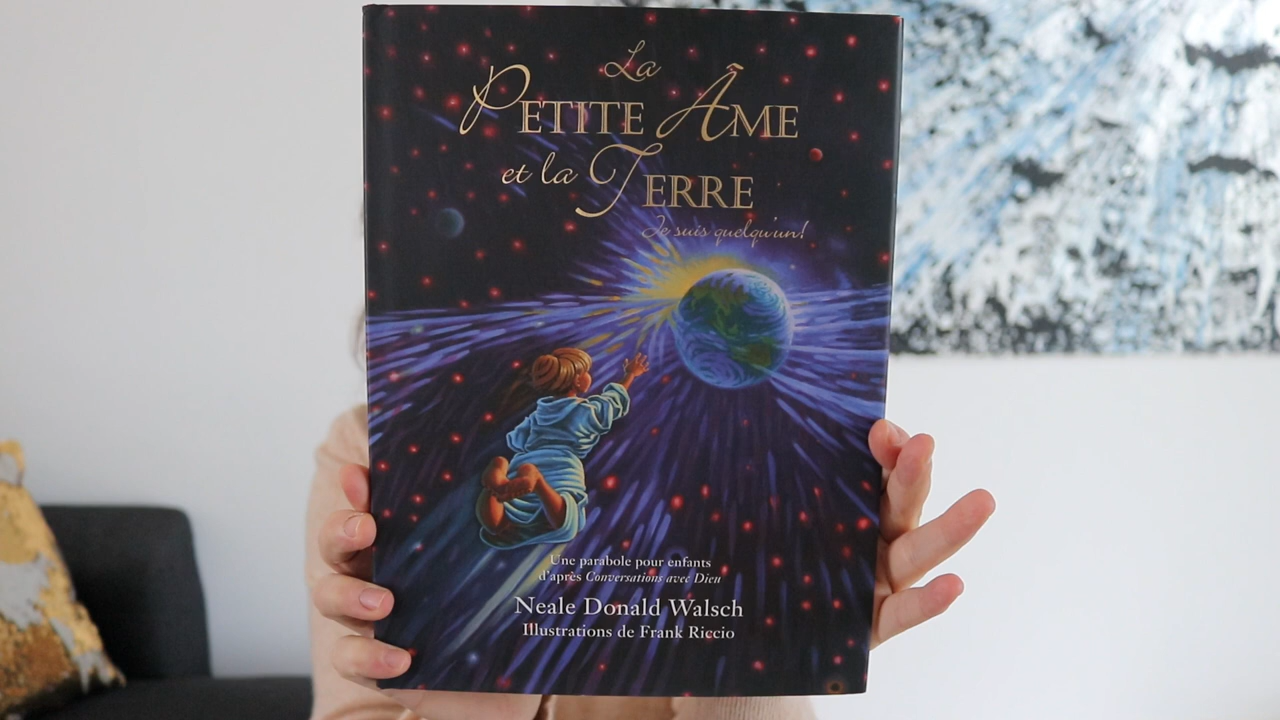 La
PETITE ÂME
et la TERRE
Je suis quelqu'un!
Une parabole pour enfants
d'après Conversations avec Dieu
Neale Donald Walsch
Illustrations de Frank Riccio